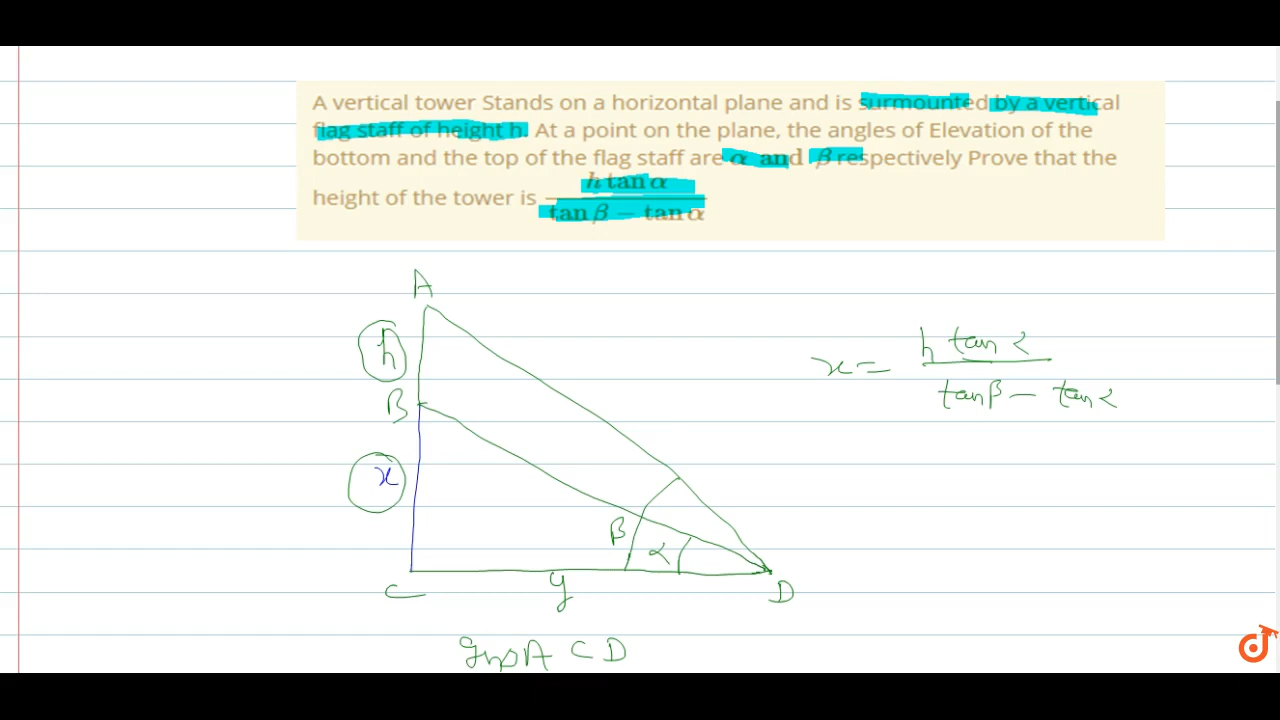 A vertical tower Stands on a horizontal plane and is surmounted by a vertical
flag staff of height h. At a point on the plane, the angles of Elevation of the
bottom and the top of the flag staff are α and β respectively Prove that the
height of the tower is h tan α / tan β − tan α
A
h
x = h tan α / tan β − tan α
B
x
β α
C y D
In △ A C D